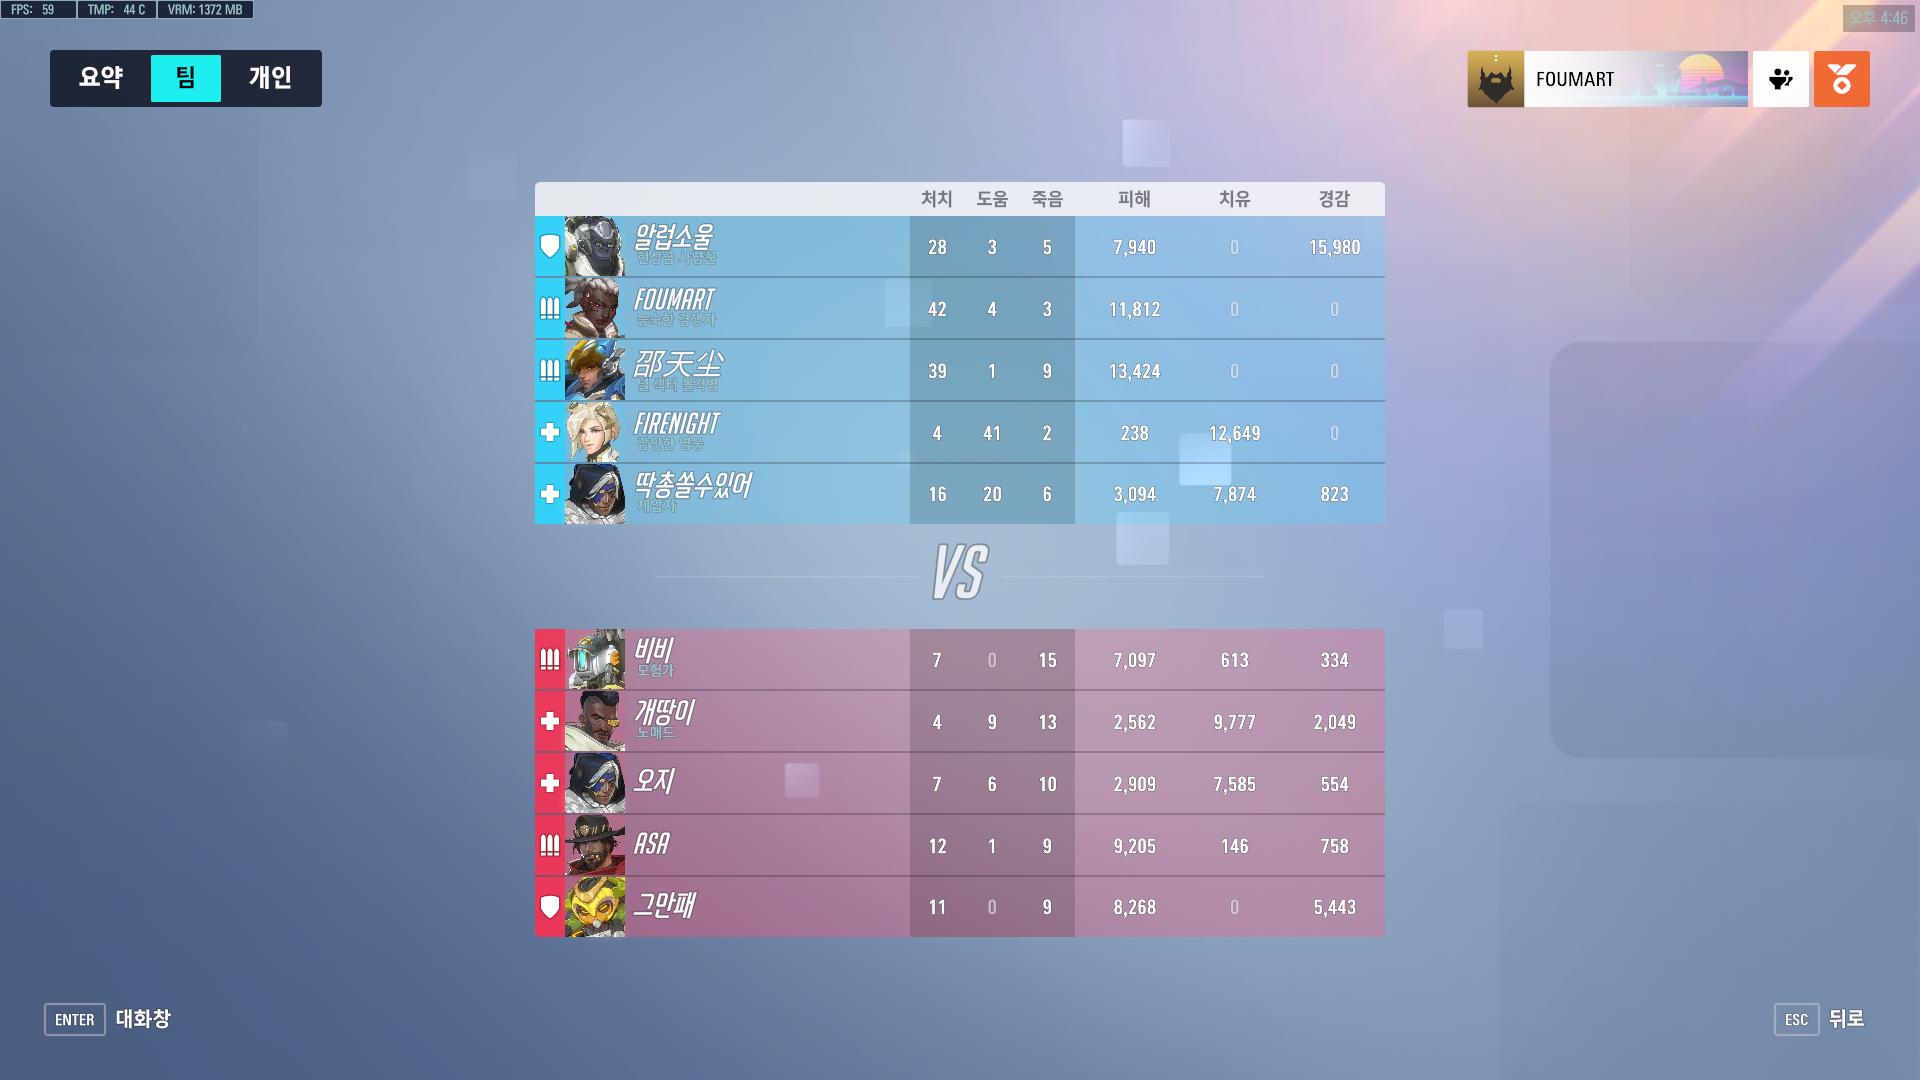 FPS: 59 TMP: 44 C VRM: 1372 MB
오후 4:46
요약 팀 개인
FOUMART
처치 도움 죽음 피해 치유 경감
알럽소울 28 3 5 7,940 0 15,980
현상금 사냥꾼
FOUMART 42 4 3 11,812 0 0
능숙한 경쟁자
邵天尘 39 1 9 13,424 0 0
널 섹터 돌격병
FIRENIGHT 4 41 2 238 12,649 0
강인한 영웅
딱총쏠수있어 16 20 6 3,094 7,874 823
제압자
VS
비비 7 0 15 7,097 613 334
모험가
개땅이 4 9 13 2,562 9,777 2,049
노매드
오지 7 6 10 2,909 7,585 554
ASA 12 1 9 9,205 146 758
그만패 11 0 9 8,268 0 5,443
ENTER 대화창
ESC 뒤로